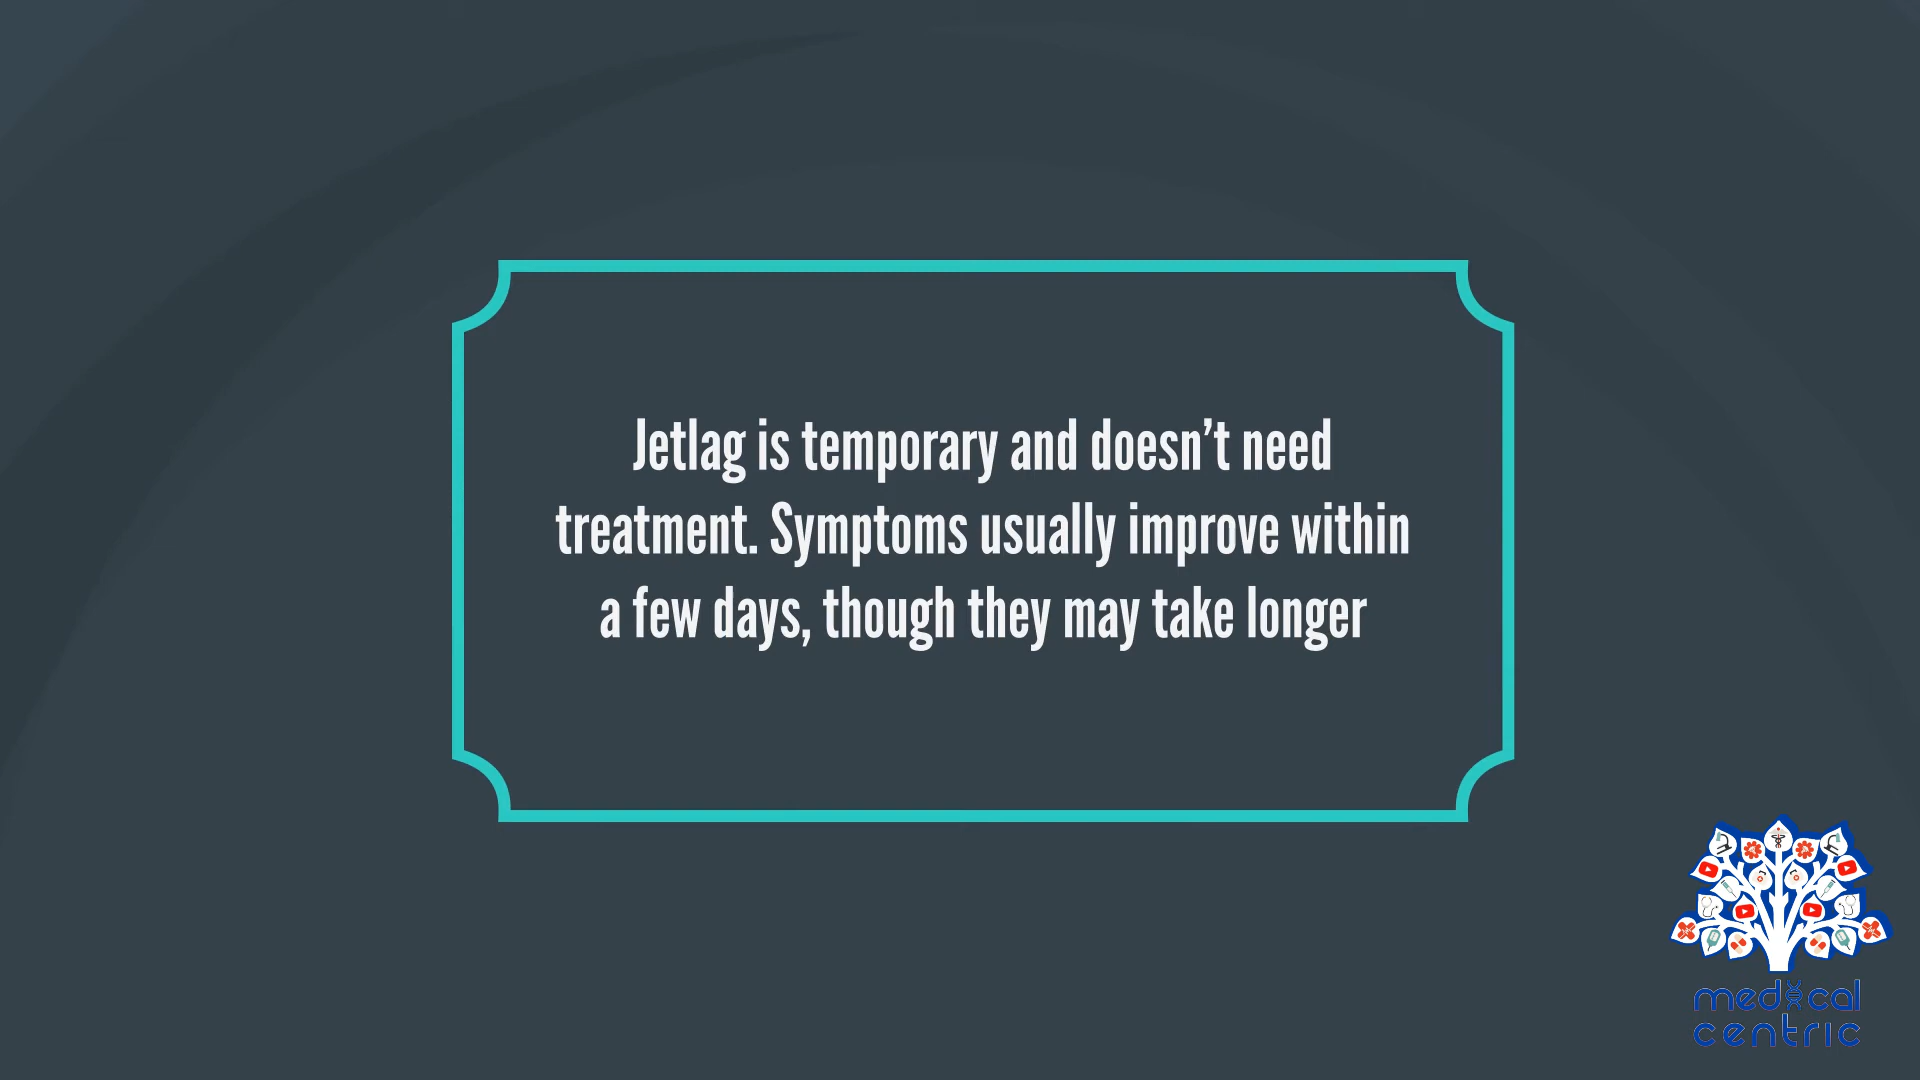 Jetlag is temporary and doesn’t need
treatment. Symptoms usually improve within
a few days, though they may take longer
medical
centric